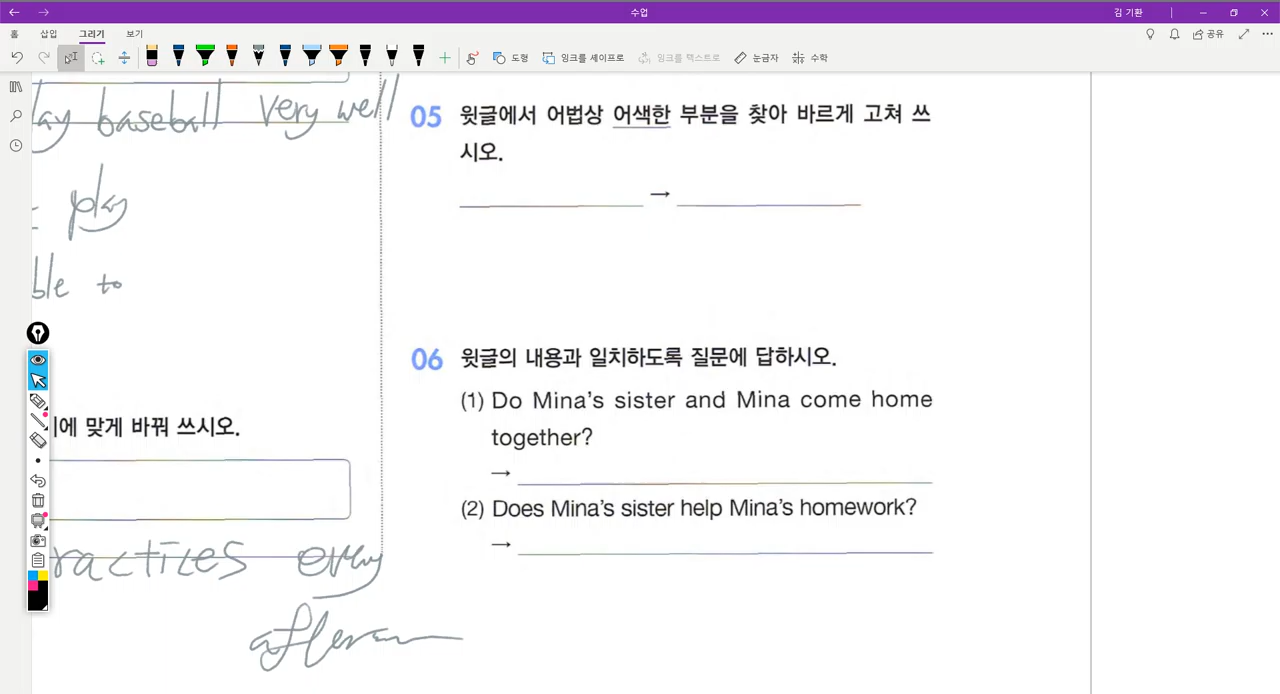 수업
김 기환
홈 삽입 그리기 보기
공유
도형 잉크를 셰이프로 잉크를 텍스트로 눈금자 수학
baseball very well
play
ble to
에 맞게 바꿔 쓰시오.
ractices every
05 윗글에서 어법상 어색한 부분을 찾아 바르게 고쳐 쓰
시오.
→
06 윗글의 내용과 일치하도록 질문에 답하시오.
(1) Do Mina's sister and Mina come home
together?
→
(2) Does Mina's sister help Mina's homework?
→